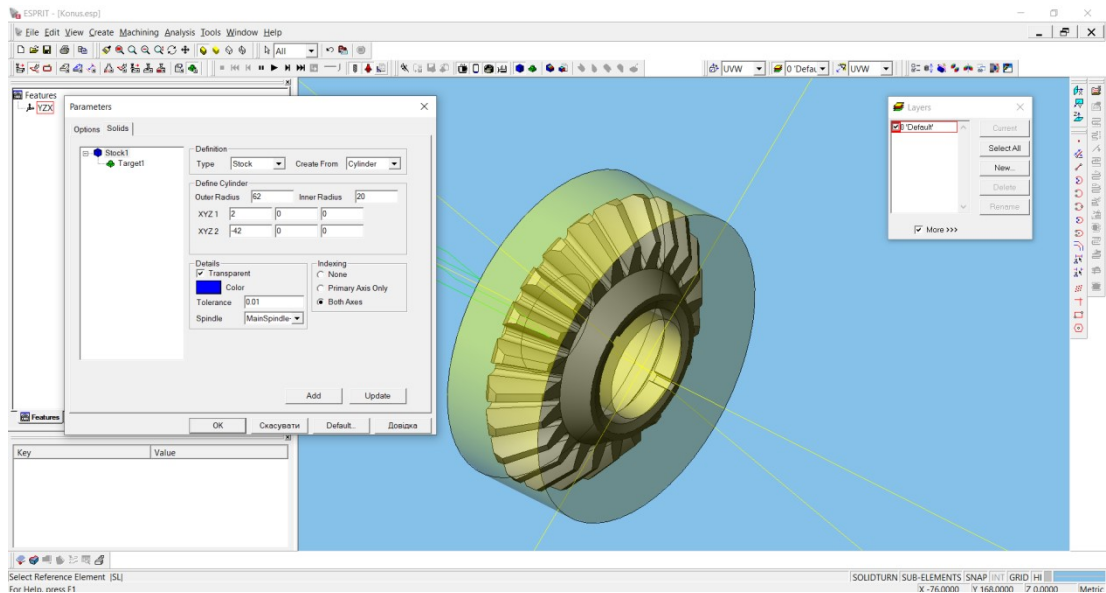 ESPRIT - [Konus.esp]
File Edit View Create Machining Analysis Tools Window Help
All
UVW 0 'Defau UVW
Features
YZX
Parameters
Options Solids
Stock1
Target1
Definition
Type Stock Create From Cylinder
Define Cylinder
Outer Radius 62 Inner Radius 20
XYZ 1 2 0 0
XYZ 2 -42 0 0
Details
Transparent
Color
Tolerance 0.01
Spindle MainSpindle-
Indexing
None
Primary Axis Only
Both Axes
Add Update
OK Скасувати Default... Довідка
Layers
0 'Default'
Current
Select All
New...
Delete
Rename
More >>>
Features
Key Value
Select Reference Element |SL|
SOLIDTURN SUB-ELEMENTS SNAP INT GRID HI
For Help, press F1
X -76.0000 Y 168.0000 Z 0.0000 Metric